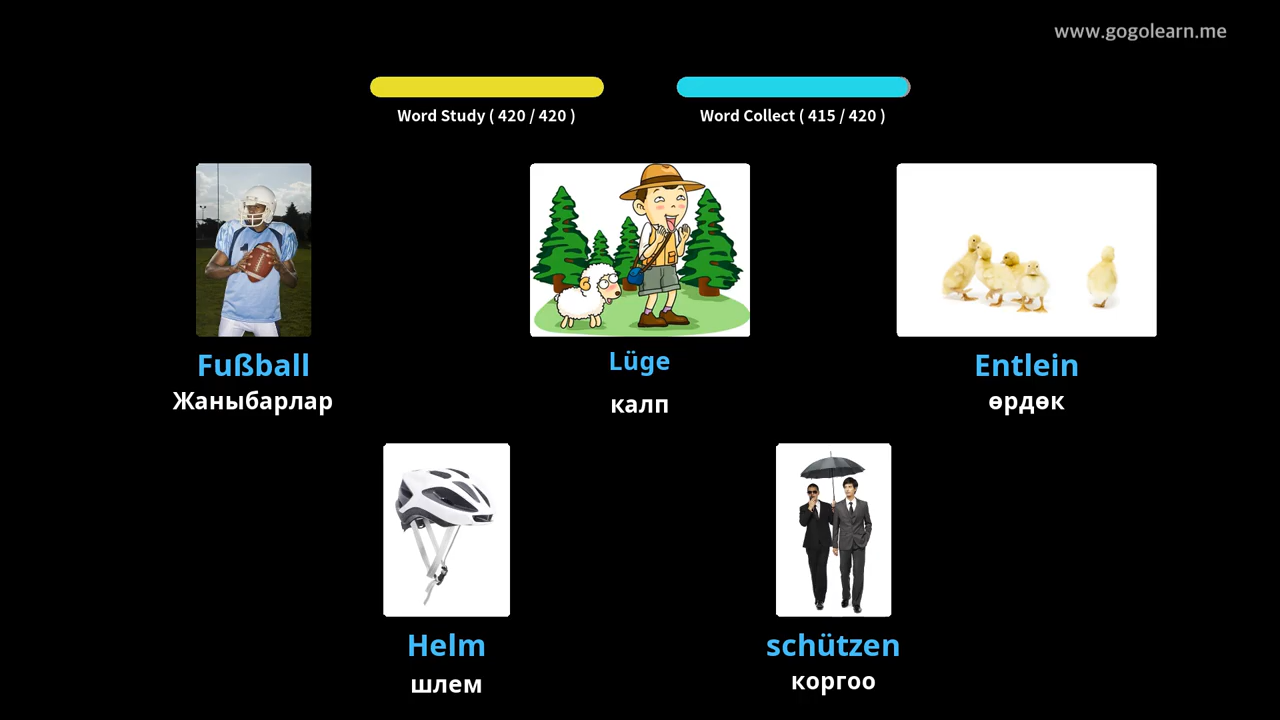 www.gogolearn.me
Word Study ( 420 / 420 )
Word Collect ( 415 / 420 )
Fußball
Жаныбарлар
Lüge
калп
Entlein
өрдөк
Helm
шлем
schützen
коргоо